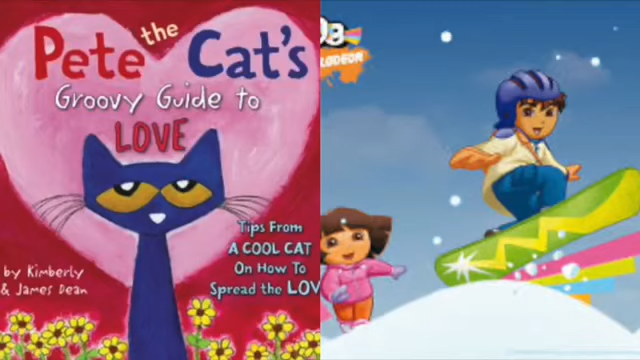 Pete the Cat's
Groovy Guide to
LOVE
Tips From
A COOL CAT
On How To
Spread the LOV
by Kimberly
& James Dean